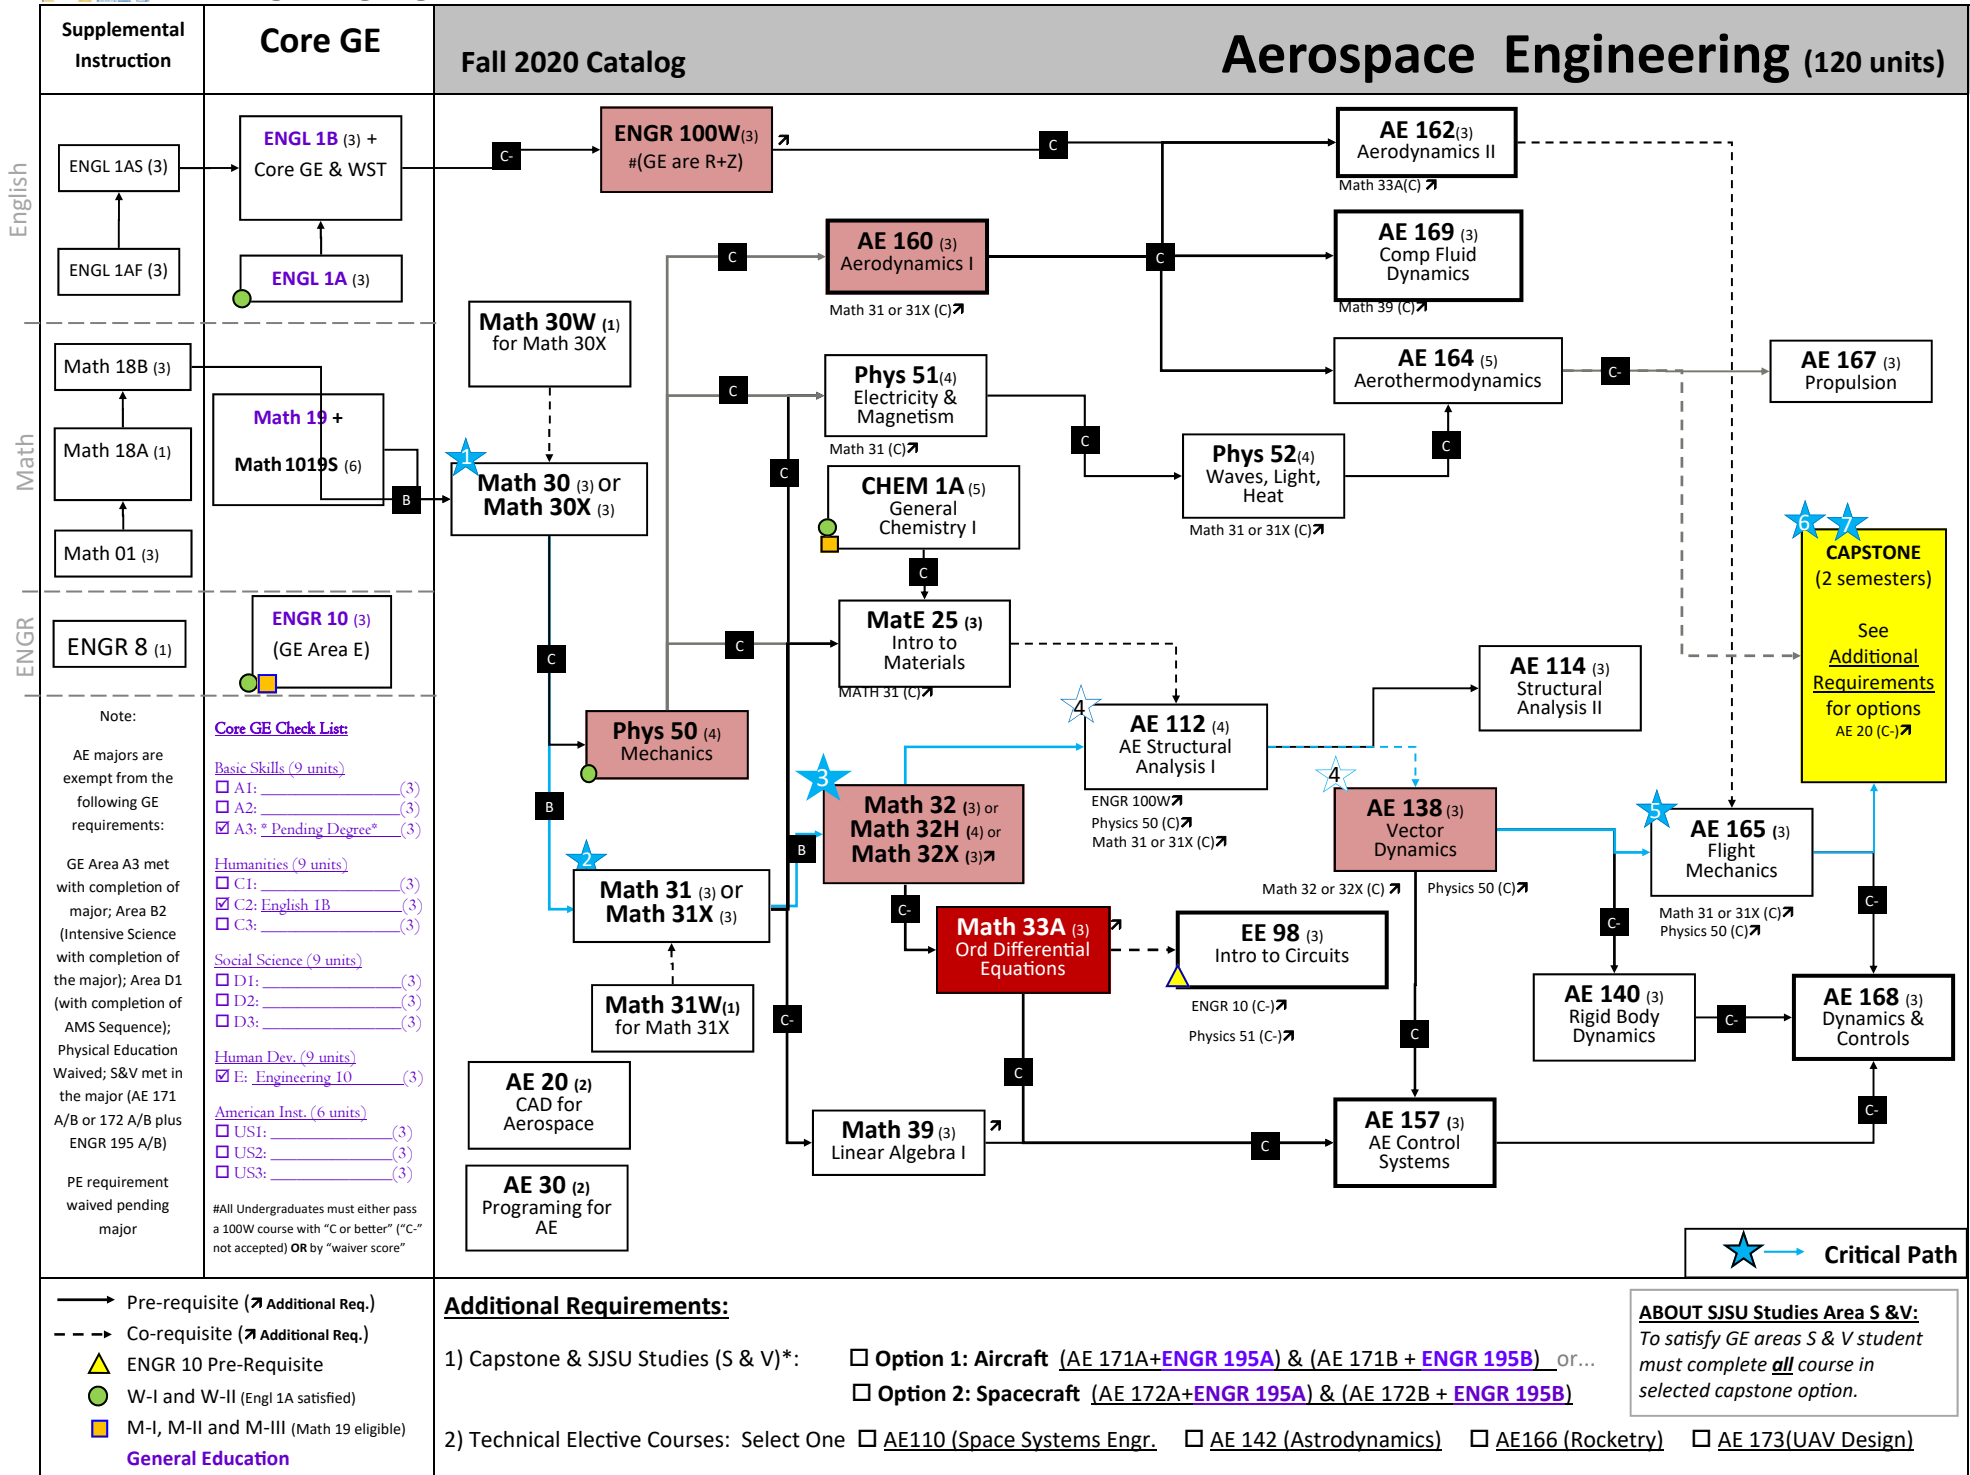 Supplemental
Instruction
Core GE
Fall 2020 Catalog
Aerospace Engineering (120 units)
English
Math
ENGR
ENGL 1AS (3)
ENGL 1AF (3)
ENGL 1B (3) +
Core GE & WST
ENGL 1A (3)
Math 18B (3)
Math 18A (1)
Math 01 (3)
Math 19 +
Math 1019S (6)
B
ENGR 8 (1)
ENGR 10 (3)
(GE Area E)
Note:
AE majors are
exempt from the
following GE
requirements:
GE Area A3 met
with completion of
major; Area B2
(Intensive Science
with completion of
the major); Area D1
(with completion of
AMS Sequence);
Physical Education
Waived; S&V met in
the major (AE 171
A/B or 172 A/B plus
ENGR 195 A/B)
PE requirement
waived pending
major
Core GE Check List:
Basic Skills (9 units)
☐ A1: __________________(3)
☐ A2: __________________(3)
☑ A3: * Pending Degree* (3)
Humanities (9 units)
☐ C1: __________________(3)
☑ C2: English 1B (3)
☐ C3: __________________(3)
Social Science (9 units)
☐ D1: __________________(3)
☐ D2: __________________(3)
☐ D3: __________________(3)
Human Dev. (9 units)
☑ E: Engineering 10 (3)
American Inst. (6 units)
☐ US1: ________________(3)
☐ US2: ________________(3)
☐ US3: ________________(3)
#All Undergraduates must either pass
a 100W course with “C or better” (“C-”
not accepted) OR by “waiver score”
C-
ENGR 100W(3)
#(GE are R+Z)
C
AE 162(3)
Aerodynamics II
Math 33A(C)
C
AE 160 (3)
Aerodynamics I
Math 31 or 31X (C)
C
AE 169 (3)
Comp Fluid
Dynamics
Math 39 (C)
Math 30W (1)
for Math 30X
C
Phys 51(4)
Electricity &
Magnetism
Math 31 (C)
C
AE 164 (5)
Aerothermodynamics
C-
AE 167 (3)
Propulsion
C
Phys 52(4)
Waves, Light,
Heat
Math 31 or 31X (C)
C
1
Math 30 (3) or
Math 30X (3)
CHEM 1A (5)
General
Chemistry I
C
C
MatE 25 (3)
Intro to
Materials
MATH 31 (C)
C
6
7
CAPSTONE
(2 semesters)
See
Additional
Requirements
for options
AE 20 (C-)
C
Phys 50 (4)
Mechanics
B
4
AE 112 (4)
AE Structural
Analysis I
ENGR 100W
Physics 50 (C)
Math 31 or 31X (C)
AE 114 (3)
Structural
Analysis II
3
Math 32 (3) or
Math 32H (4) or
Math 32X (3)
B
4
AE 138 (3)
Vector
Dynamics
Math 32 or 32X (C)
Physics 50 (C)
5
AE 165 (3)
Flight
Mechanics
Math 31 or 31X (C)
Physics 50 (C)
2
Math 31 (3) or
Math 31X (3)
Math 31W(1)
for Math 31X
C-
C-
Math 33A (3)
Ord Differential
Equations
EE 98 (3)
Intro to Circuits
ENGR 10 (C-)
Physics 51 (C-)
C-
AE 140 (3)
Rigid Body
Dynamics
C-
C-
AE 168 (3)
Dynamics &
Controls
C
C
AE 20 (2)
CAD for
Aerospace
AE 30 (2)
Programing for
AE
Math 39 (3)
Linear Algebra I
C
AE 157 (3)
AE Control
Systems
C-
Critical Path
Pre-requisite ( Additional Req.)
Co-requisite ( Additional Req.)
ENGR 10 Pre-Requisite
W-I and W-II (Engl 1A satisfied)
M-I, M-II and M-III (Math 19 eligible)
General Education
Additional Requirements:
1) Capstone & SJSU Studies (S & V)*: ☐ Option 1: Aircraft (AE 171A+ENGR 195A) & (AE 171B + ENGR 195B) or...
☐ Option 2: Spacecraft (AE 172A+ENGR 195A) & (AE 172B + ENGR 195B)
2) Technical Elective Courses: Select One ☐ AE110 (Space Systems Engr. ☐ AE 142 (Astrodynamics) ☐ AE166 (Rocketry) ☐ AE 173(UAV Design)
ABOUT SJSU Studies Area S &V:
To satisfy GE areas S & V student
must complete all course in
selected capstone option.